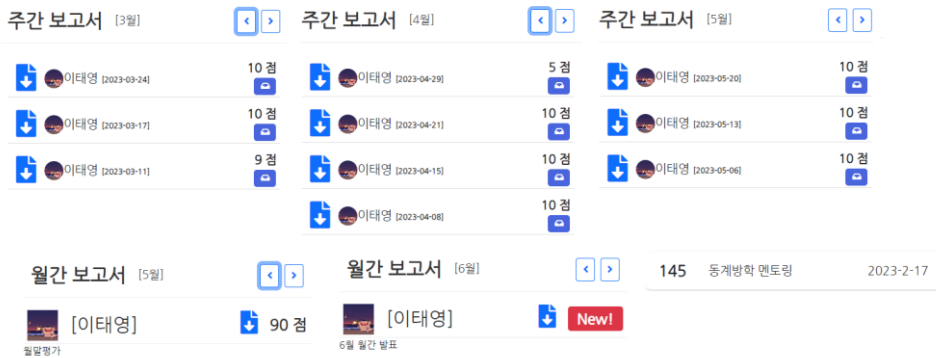 주간 보고서 [3월]
이태영 [2023-03-24] 10 점
이태영 [2023-03-17] 10 점
이태영 [2023-03-11] 9 점
주간 보고서 [4월]
이태영 [2023-04-29] 5 점
이태영 [2023-04-21] 10 점
이태영 [2023-04-15] 10 점
이태영 [2023-04-08] 10 점
주간 보고서 [5월]
이태영 [2023-05-20] 10 점
이태영 [2023-05-13] 10 점
이태영 [2023-05-06] 10 점
월간 보고서 [5월]
[이태영] 90 점
월말평가
월간 보고서 [6월]
[이태영] New!
6월 월간 발표
145 동계방학 멘토링 2023-2-17